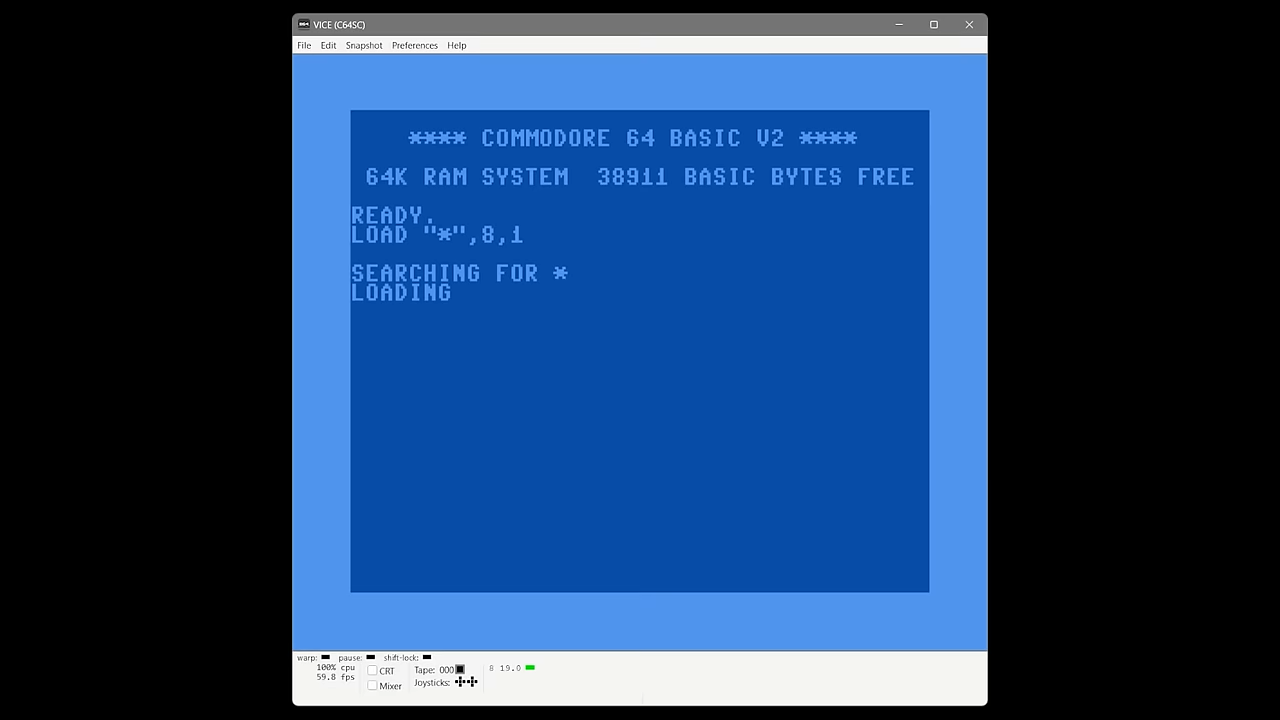 VICE (C64SC)
File Edit Snapshot Preferences Help
**** COMMODORE 64 BASIC V2 ****
64K RAM SYSTEM 38911 BASIC BYTES FREE
READY.
LOAD "*",8,1
SEARCHING FOR *
LOADING
warp: pause: shift-lock:
100% cpu CRT Tape: 000 8 19.0
59.8 fps Mixer Joysticks: